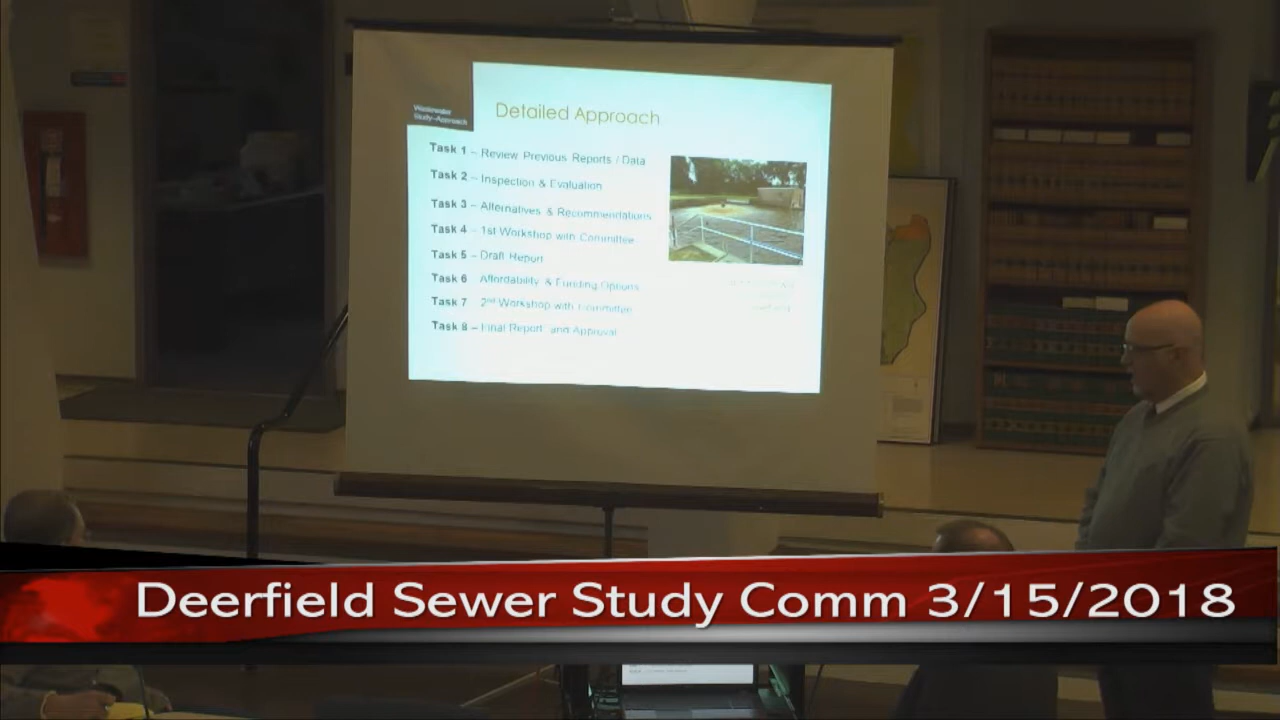 Wastewater
Study-Approach
Detailed Approach
Task 1 – Review Previous Reports / Data
Task 2 – Inspection & Evaluation
Task 3 – Alternatives & Recommendations
Task 4 – 1st Workshop with Committee
Task 5 – Draft Report
Task 6 Affordability & Funding Options
Task 7 2nd Workshop with Committee
Task 8 – Final Report and Approval
Deerfield Sewer Study Comm 3/15/2018